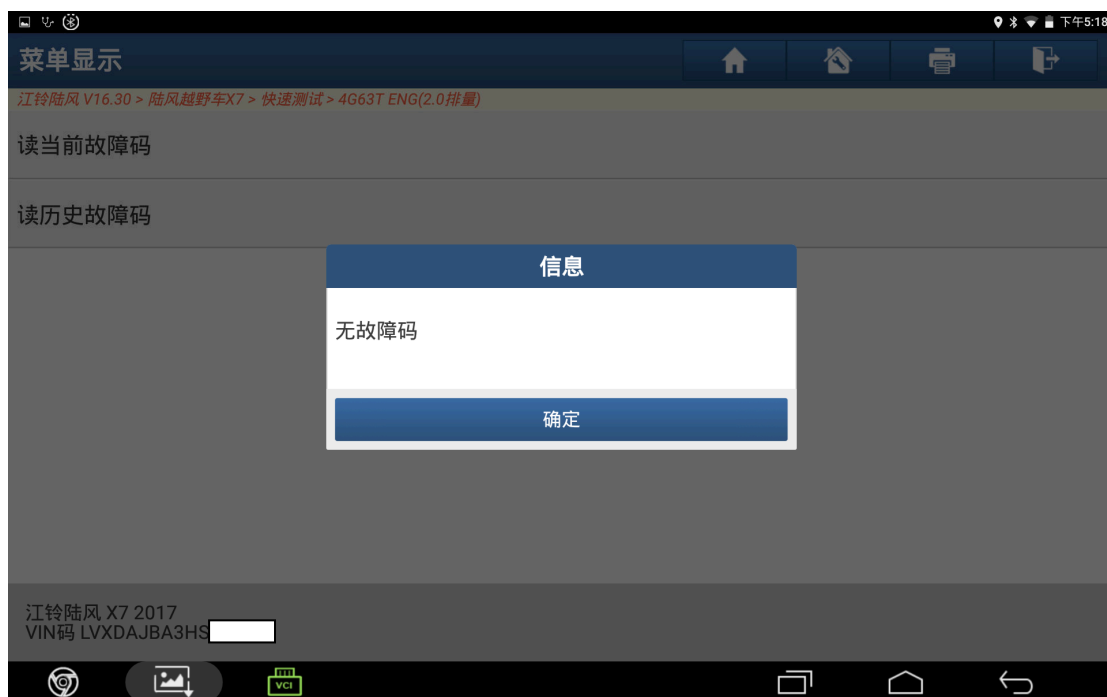 下午5:18
菜单显示
江铃陆风 V16.30 > 陆风越野车X7 > 快速测试 > 4G63T ENG(2.0排量)
读当前故障码
读历史故障码
信息
无故障码
确定
江铃陆风 X7 2017
VIN码 LVXDAJBA3HS
VCI